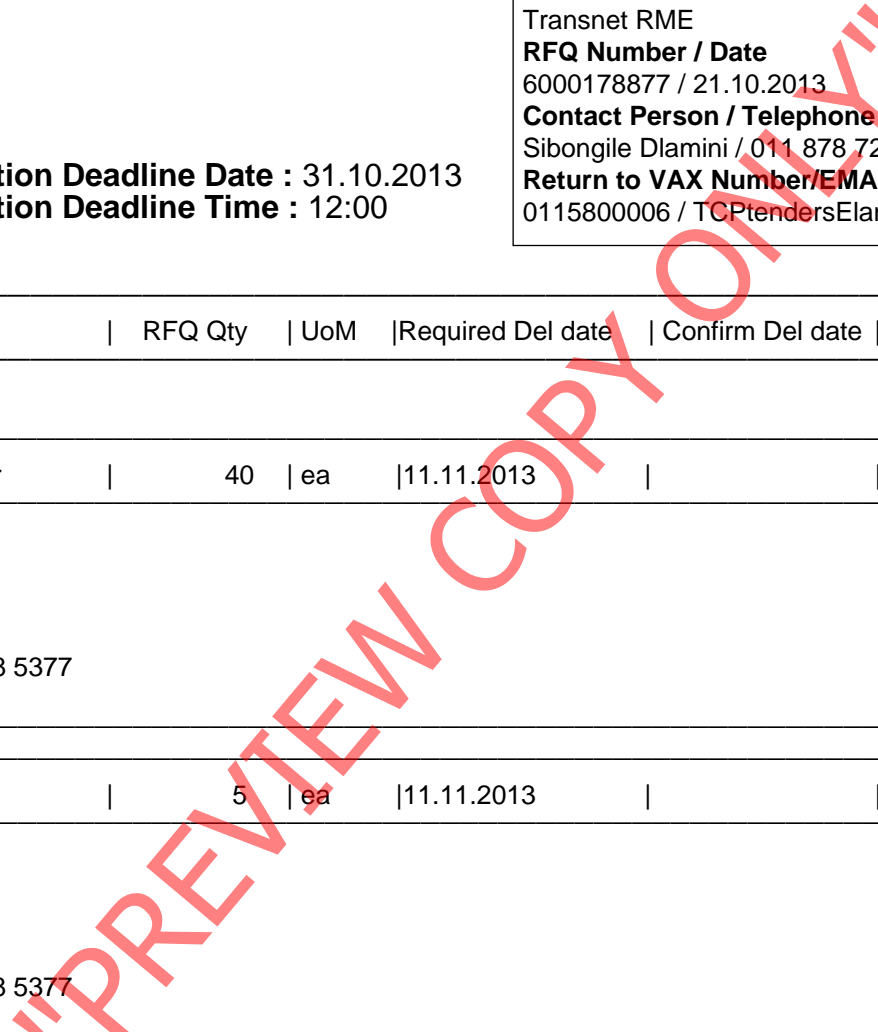 Transnet RME
RFQ Number / Date
6000178877 / 21.10.2013
Contact Person / Telephone
Sibongile Dlamini / 011 878 72
tion Deadline Date : 31.10.2013
Return to VAX Number/EMA
tion Deadline Time : 12:00
0115800006 / TCPtendersElan
| RFQ Qty | UoM |Required Del date | Confirm Del date |
| 40 | ea |11.11.2013 | |
5377
| 5 | ea |11.11.2013 | |
5377
"PREVIEW COPY ONLY"